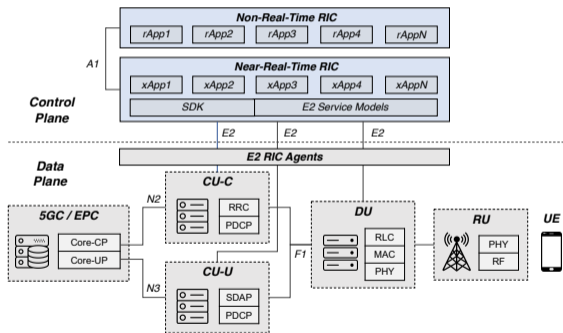 Non-Real-Time RIC
rApp1 rApp2 rApp3 rApp4 rAppN
A1
Near-Real-Time RIC
xApp1 xApp2 xApp3 xApp4 xAppN
SDK E2 Service Models
Control
Plane
E2 E2 E2
E2 RIC Agents
Data
Plane
CU-C
N2
RRC
PDCP
5GC / EPC
Core-CP
Core-UP
N3
CU-U
SDAP
PDCP
F1
DU
RLC
MAC
PHY
RU
PHY
RF
UE